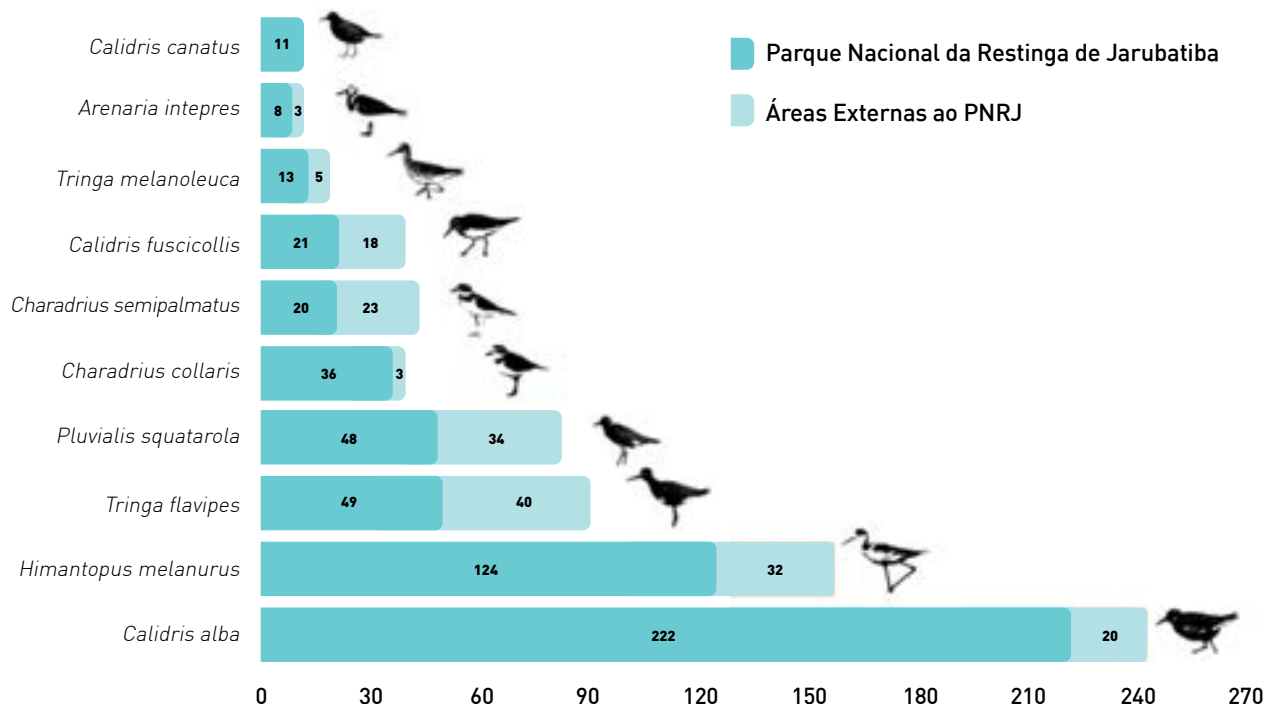 Calidris canatus
11
Parque Nacional da Restinga de Jarubatiba
Arenaria intepres
8 3
Áreas Externas ao PNRJ
Tringa melanoleuca
13 5
Calidris fuscicollis
21 18
Charadrius semipalmatus
20 23
Charadrius collaris
36 3
Pluvialis squatarola
48 34
Tringa flavipes
49 40
Himantopus melanurus
124 32
Calidris alba
222 20
0 30 60 90 120 150 180 210 240 270